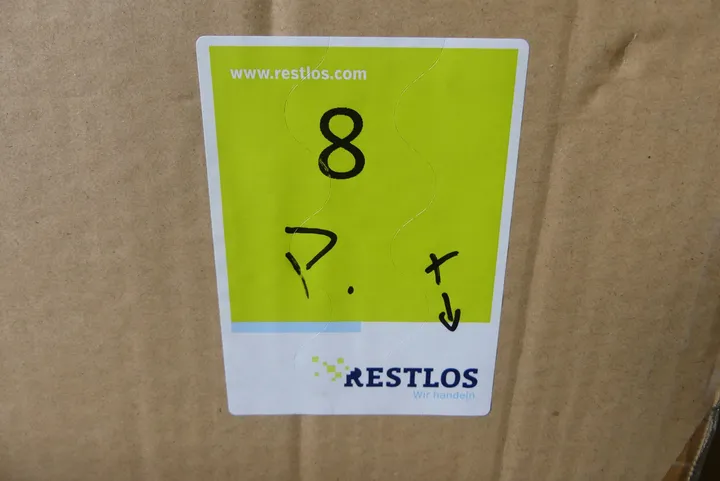 www.restlos.com
8
P.
+
↓
RESTLOS
Wir handeln.